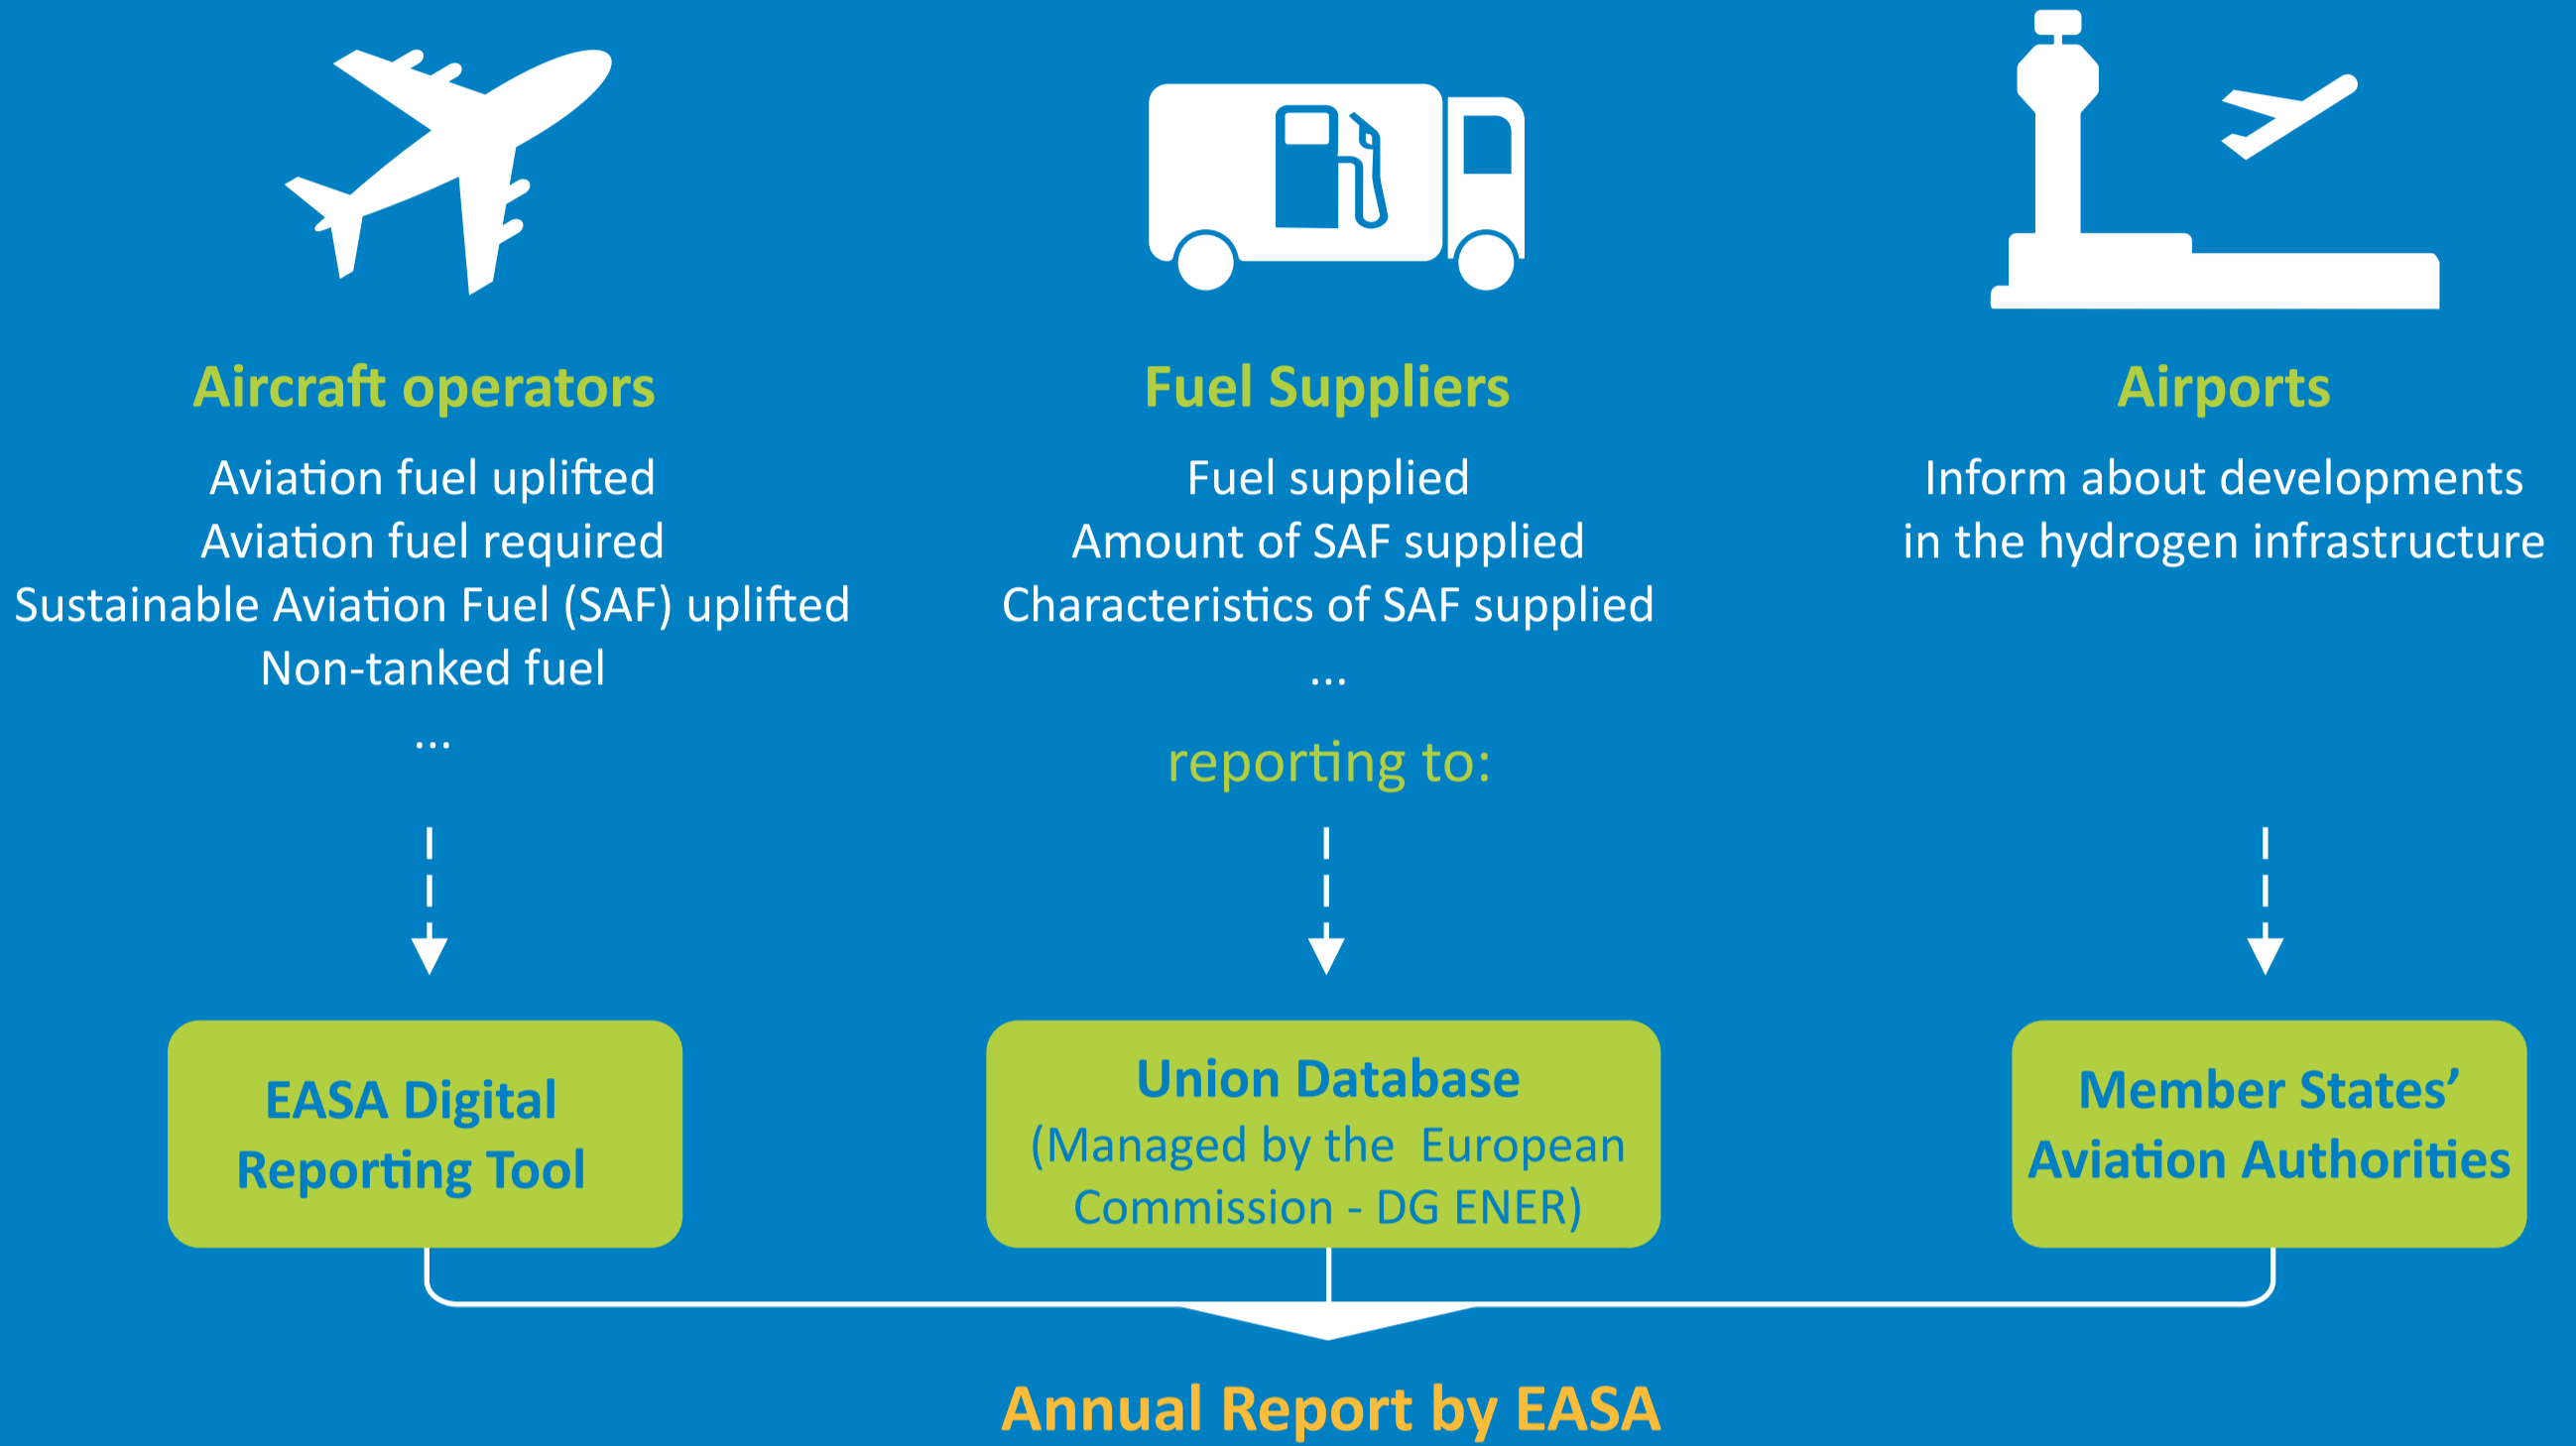 Aircraft operators
Aviation fuel uplifted
Aviation fuel required
Sustainable Aviation Fuel (SAF) uplifted
Non-tanked fuel
...
Fuel Suppliers
Fuel supplied
Amount of SAF supplied
Characteristics of SAF supplied
...
reporting to:
Airports
Inform about developments
in the hydrogen infrastructure
EASA Digital
Reporting Tool
Union Database
(Managed by the European
Commission - DG ENER)
Member States’
Aviation Authorities
Annual Report by EASA